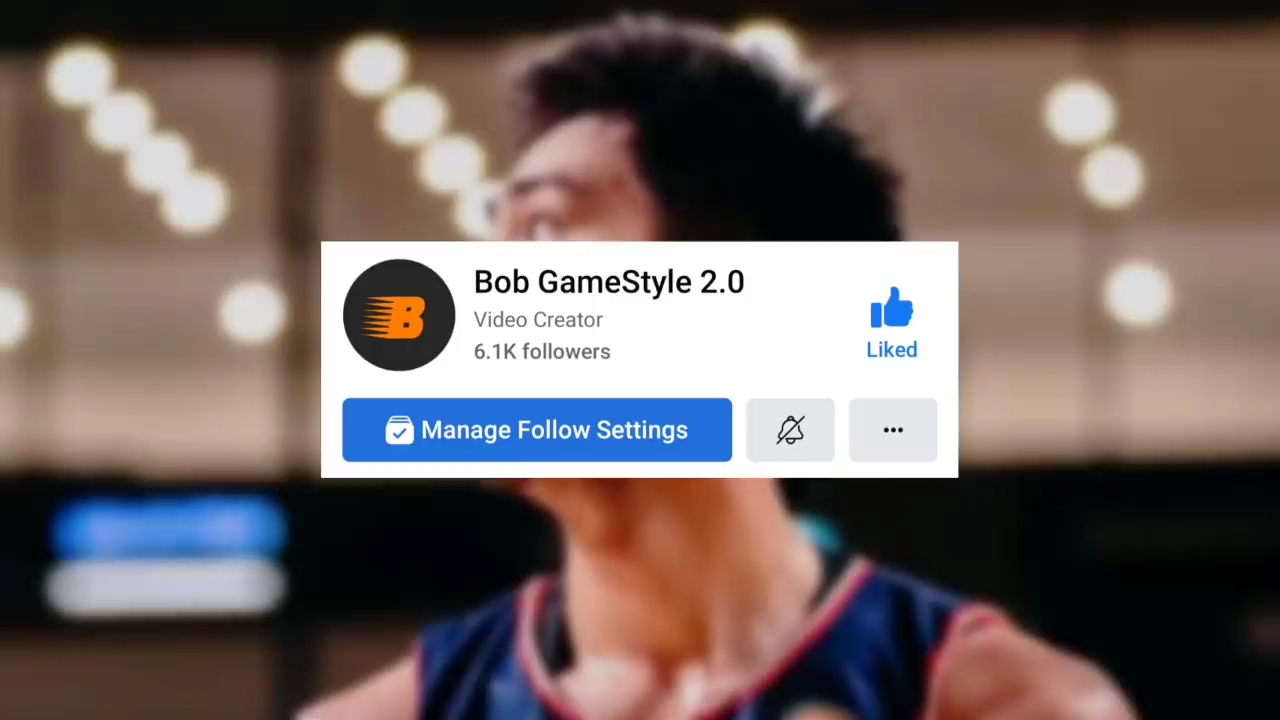 B
Bob GameStyle 2.0
Video Creator
6.1K followers
Liked
Manage Follow Settings